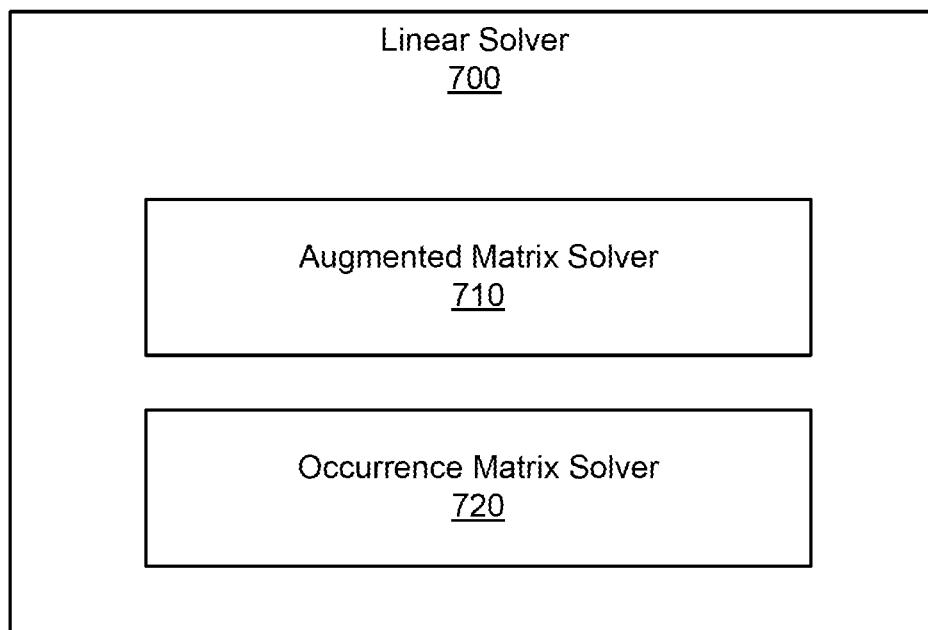 Linear Solver
700
Augmented Matrix Solver
710
Occurrence Matrix Solver
720